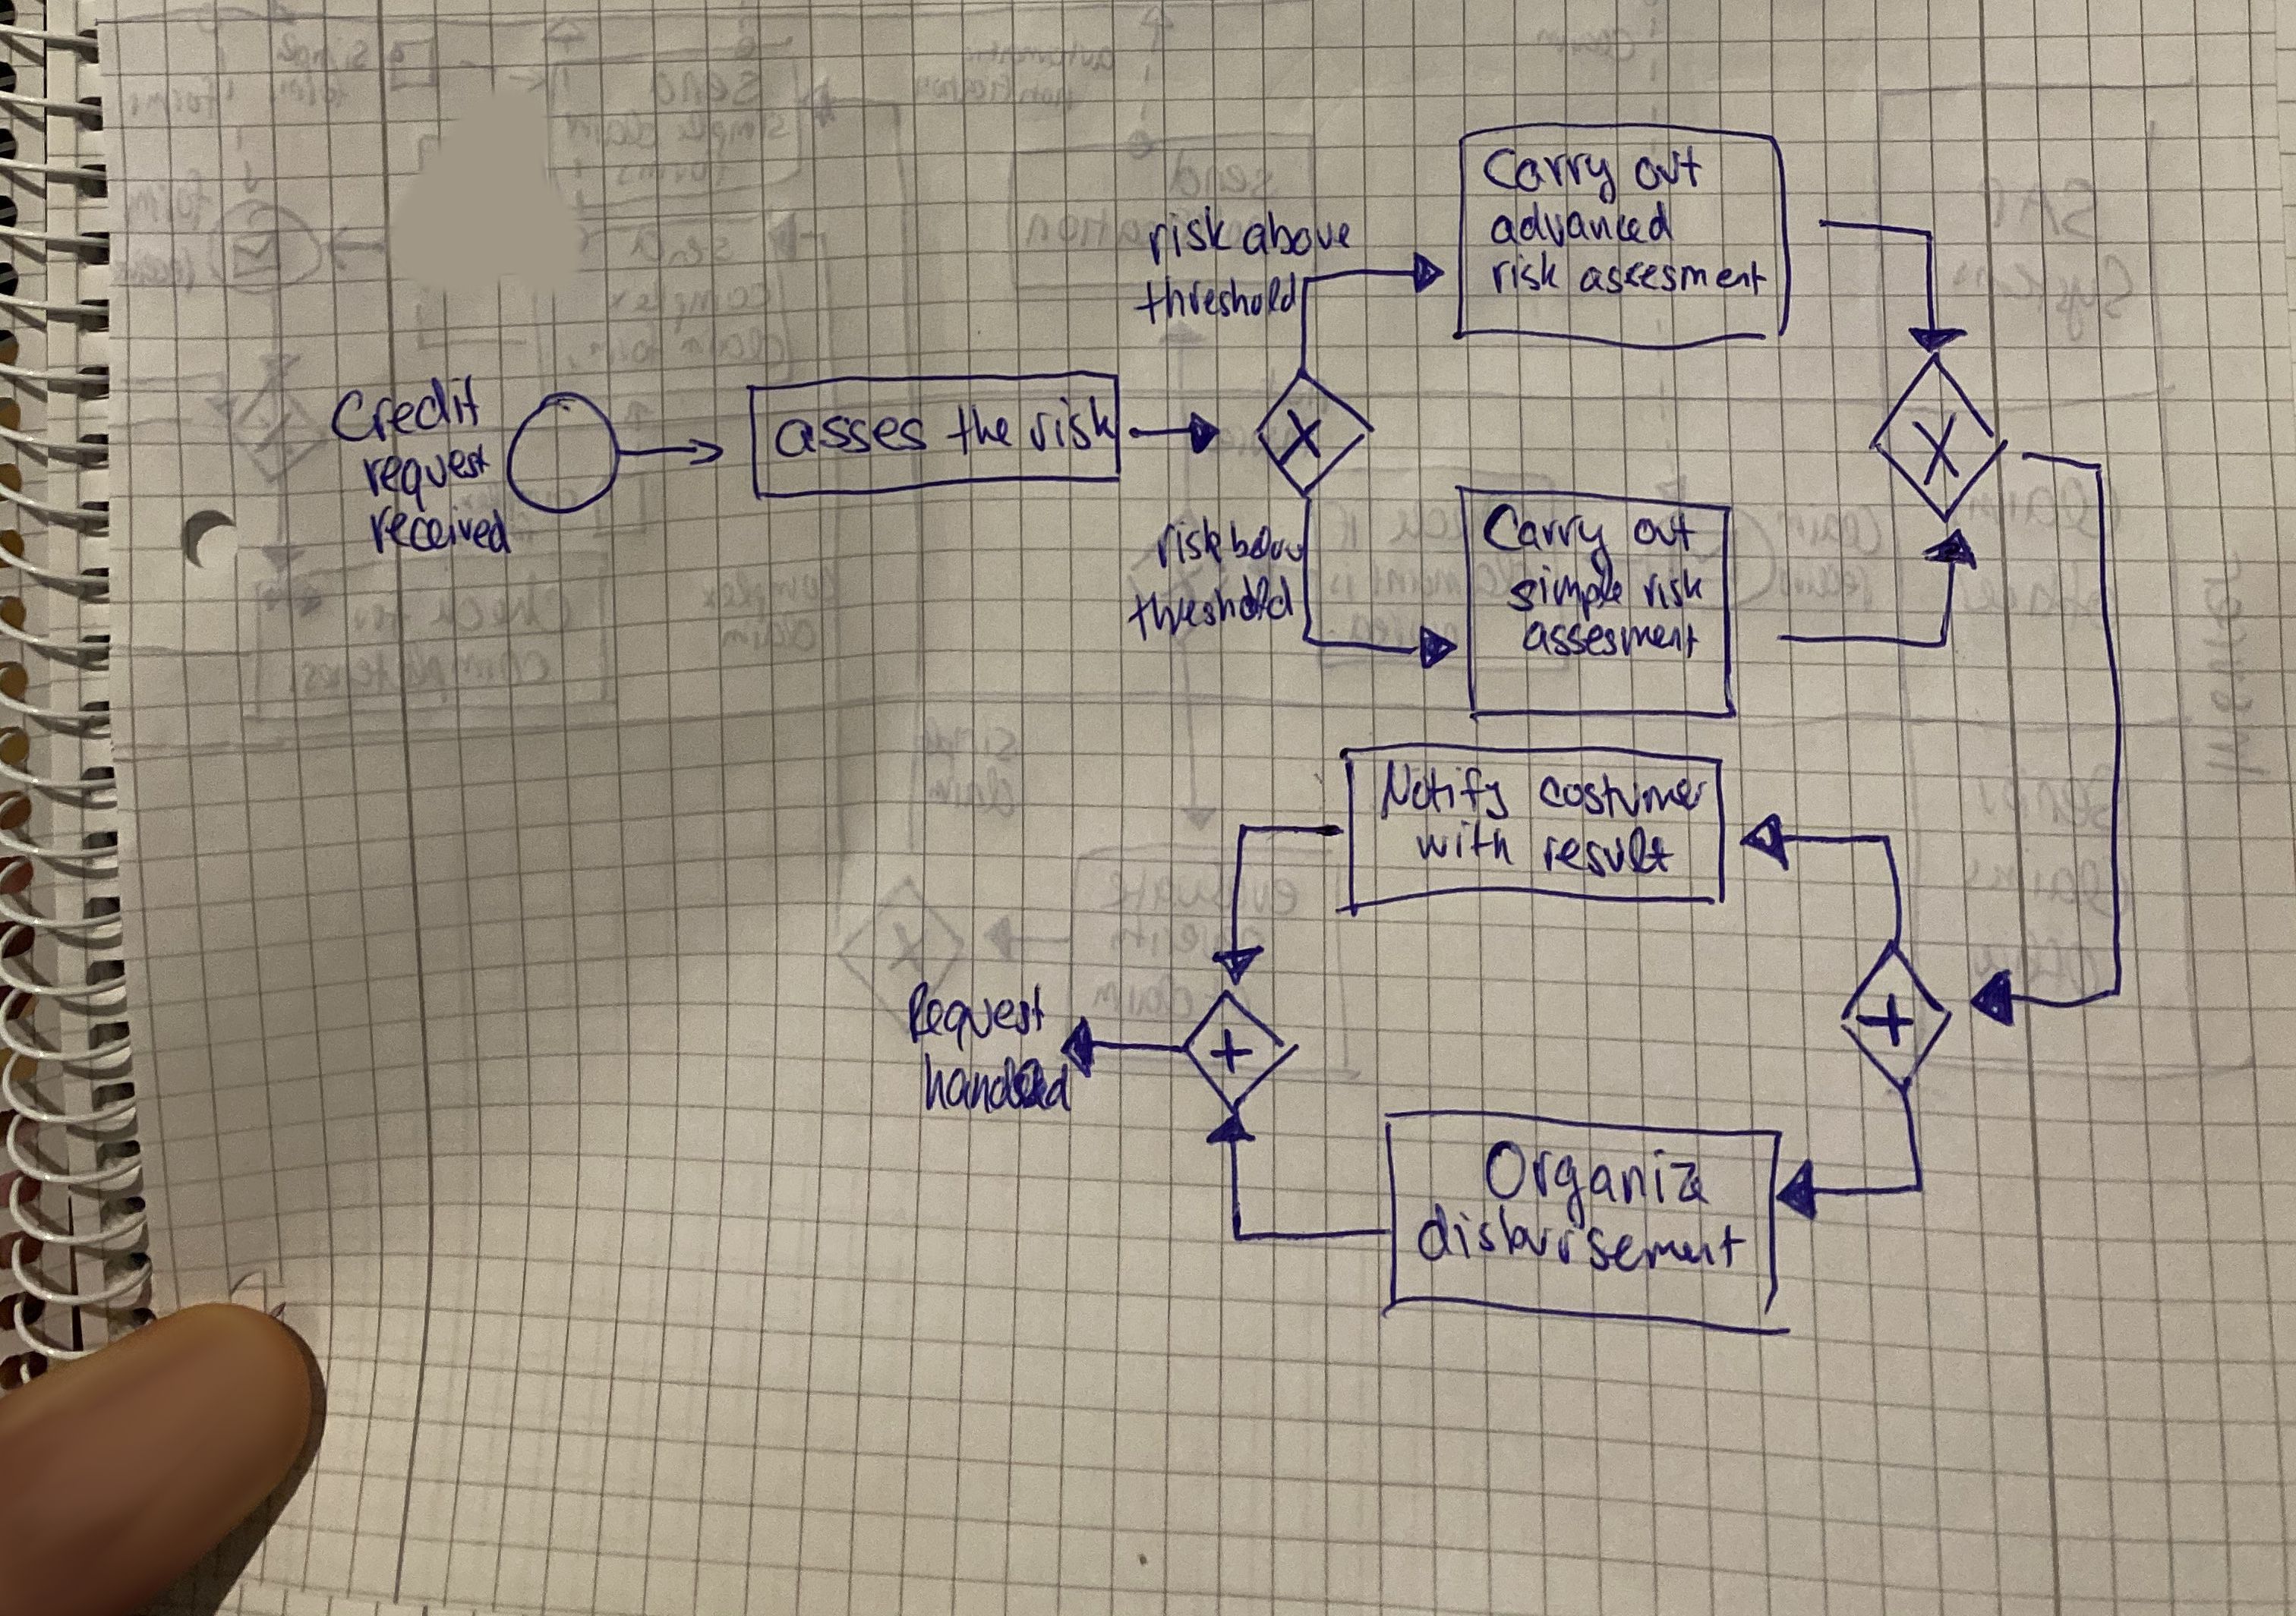 Credit
request
received
asses the risk
risk above
threshold
Carry out
advanced
risk assesment
X
X
risk below
threshold
Carry out
simple risk
assesment
Notify costumer
with result
+
+
Request
handled
Organize
disbursement